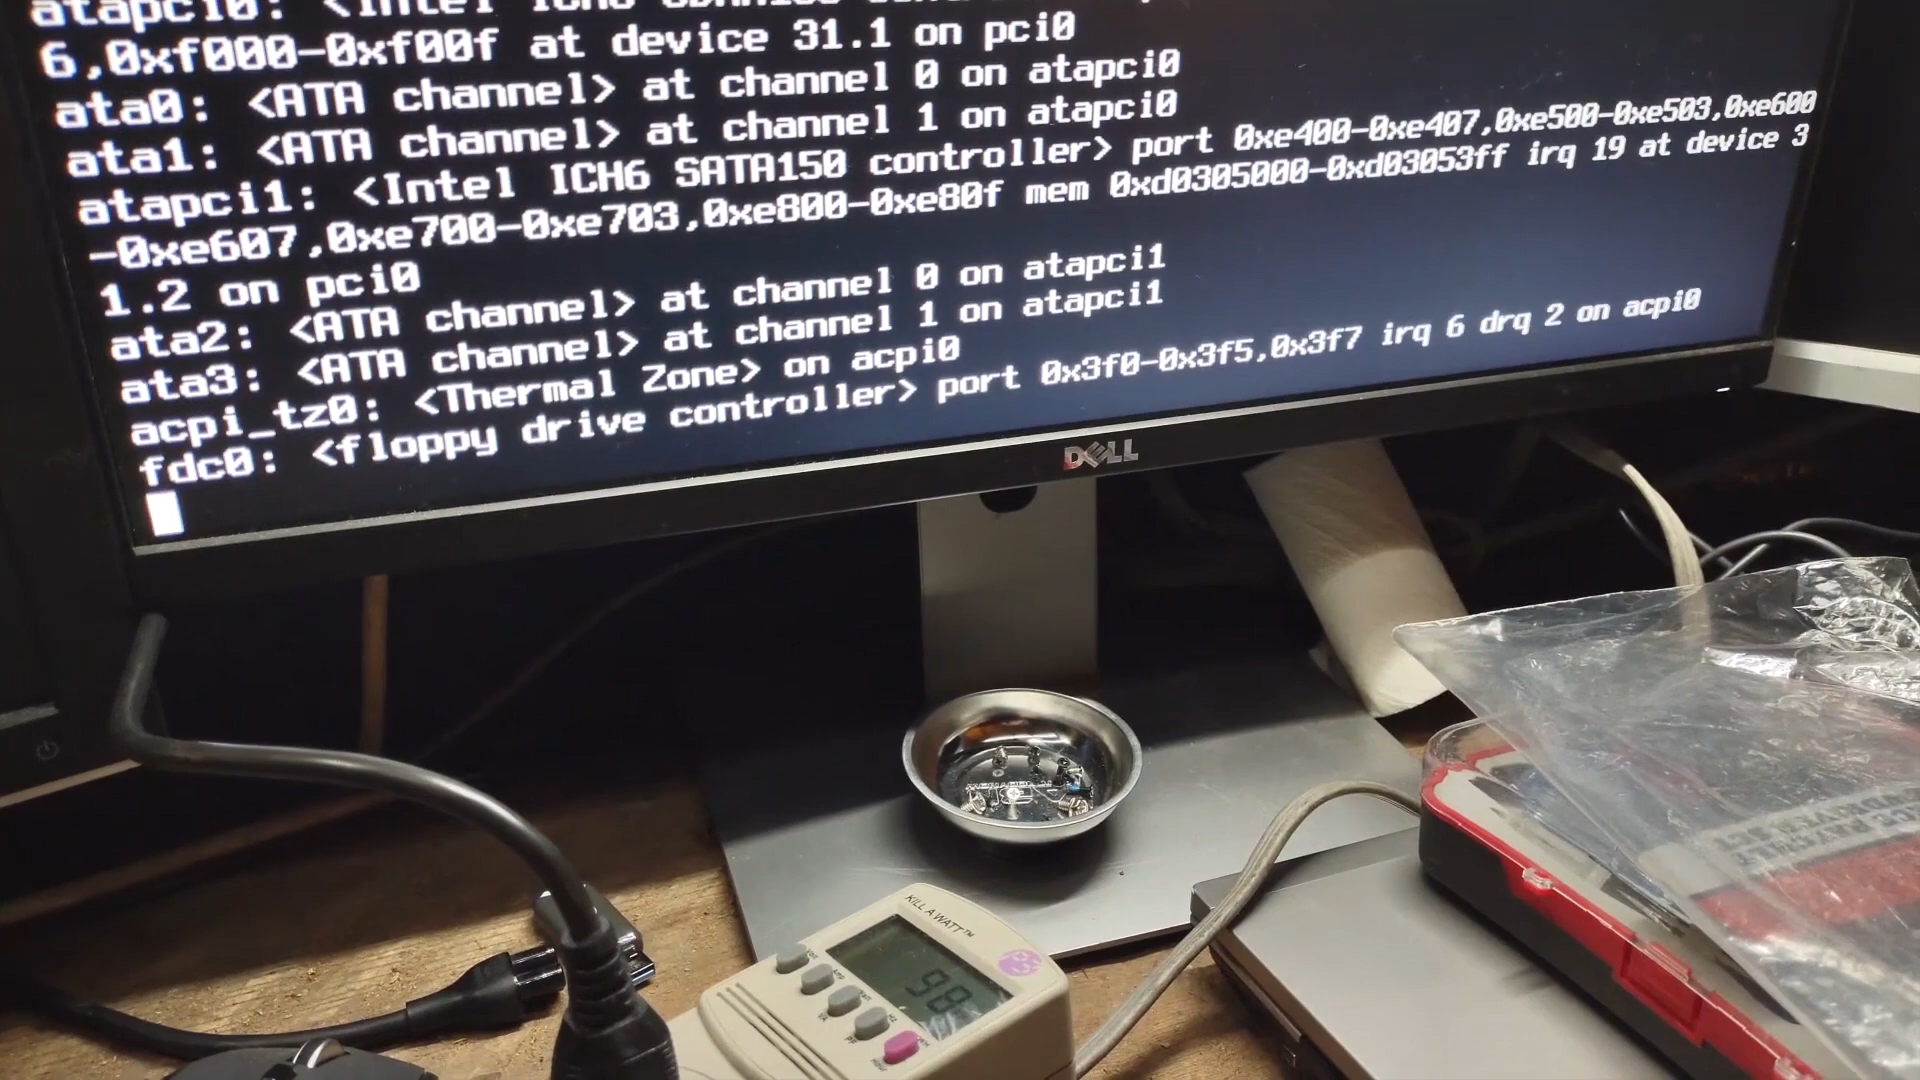 atapci0: <Intel ICH6
6,0xf000-0xf00f at device 31.1 on pci0
ata0: <ATA channel> at channel 0 on atapci0
ata1: <ATA channel> at channel 1 on atapci0
atapci1: <Intel ICH6 SATA150 controller> port 0xe400-0xe407,0xe500-0xe503,0xe600
-0xe607,0xe700-0xe703,0xe800-0xe80f mem 0xd0305000-0xd03053ff irq 19 at device 3
1.2 on pci0
ata2: <ATA channel> at channel 0 on atapci1
ata3: <ATA channel> at channel 1 on atapci1
acpi_tz0: <Thermal Zone> on acpi0
fdc0: <floppy drive controller> port 0x3f0-0x3f5,0x3f7 irq 6 drq 2 on acpi0
DELL
KILL A WATT™
98